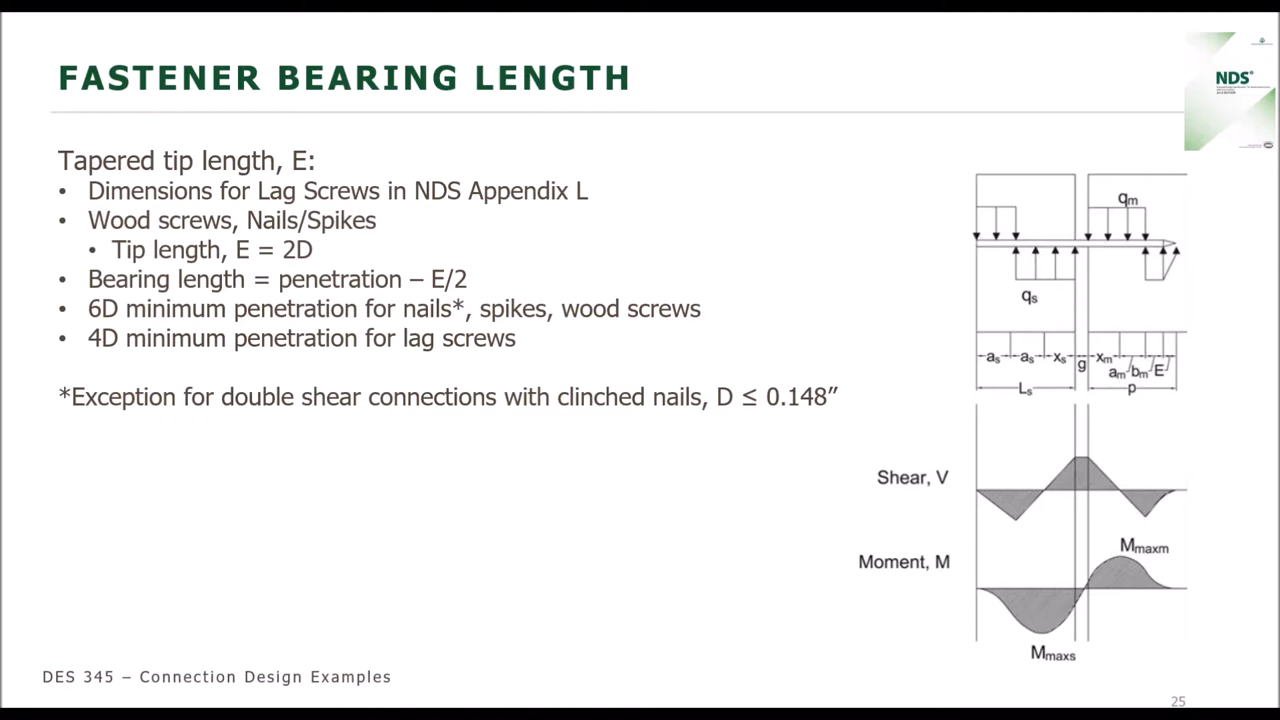 FASTENER BEARING LENGTH
NDS®
Tapered tip length, E:
• Dimensions for Lag Screws in NDS Appendix L
• Wood screws, Nails/Spikes
• Tip length, E = 2D
• Bearing length = penetration – E/2
• 6D minimum penetration for nails*, spikes, wood screws
• 4D minimum penetration for lag screws
*Exception for double shear connections with clinched nails, D ≤ 0.148”
qm
qs
as as xs g xm
am bm E
Ls p
Shear, V
Mmaxm
Moment, M
Mmaxs
DES 345 – Connection Design Examples
25